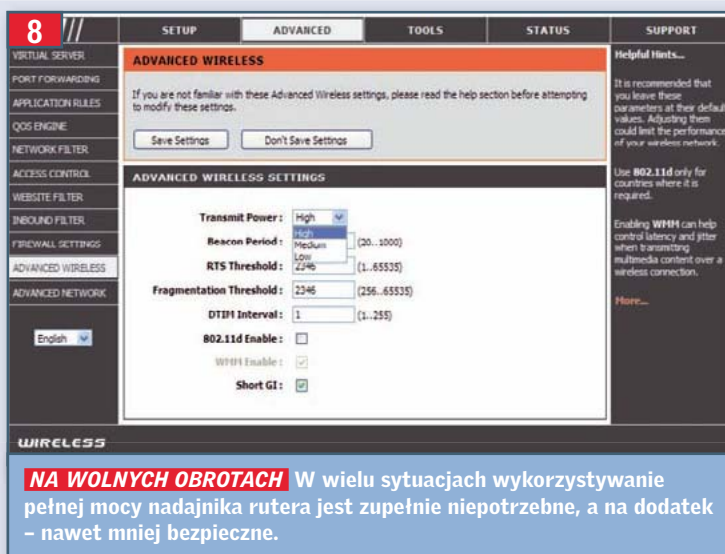 8
SETUP ADVANCED TOOLS STATUS SUPPORT
VIRTUAL SERVER
PORT FORWARDING
APPLICATION RULES
QOS ENGINE
NETWORK FILTER
ACCESS CONTROL
WEBSITE FILTER
INBOUND FILTER
FIREWALL SETTINGS
ADVANCED WIRELESS
ADVANCED NETWORK
English
ADVANCED WIRELESS
If you are not familiar with these Advanced Wireless settings, please read the help section before attempting
to modify these settings.
Save Settings Don't Save Settings
ADVANCED WIRELESS SETTINGS
Transmit Power : High
High
Medium
Low
Beacon Period : (20..1000)
RTS Threshold : 2346 (1..65535)
Fragmentation Threshold : 2346 (256..65535)
DTIM Interval : 1 (1..255)
802.11d Enable :
WMM Enable :
Short GI :
Helpful Hints...
It is recommended that
you leave these
parameters at their default
values. Adjusting them
could limit the performance
of your wireless network.
Use 802.11d only for
countries where it is
required.
Enabling WMM can help
control latency and jitter
when transmitting
multimedia content over a
wireless connection.
More...
WIRELESS
NA WOLNYCH OBROTACH W wielu sytuacjach wykorzystywanie
pełnej mocy nadajnika rutera jest zupełnie niepotrzebne, a na dodatek
– nawet mniej bezpieczne.